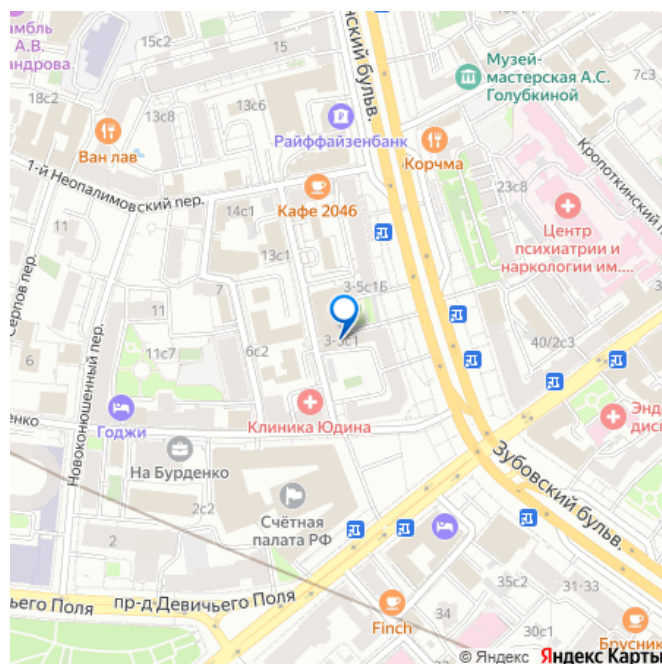 амбль
А.В.
андрова
15с2
15
нский бульв.
Музей-
мастерская А.С.
Голубкиной
7с3
18с2
13с8
13с6
Райффайзенбанк
Ван лав
Корчма
Кропоткинский п
1-й Неопалимовский пер.
23с8
Кафе 2046
14с1
11
Центр
психиатрии и
наркологии им....
13с1
3-5с1Б
Серпов пер.
7
11
3-5с1
6
11с7
6с2
40/2с3
Новоконюшенный пер.
Годжи
Клиника Юдина
Энд
дисп
енко
На Бурденко
Зубовский бульв.
2с2
Счётная
палата РФ
2
35с2
31-33
ьего Поля
пр-д Девичьего Поля
Finch
34
30с1
Брусник
© Яндекс Яндекс Карты